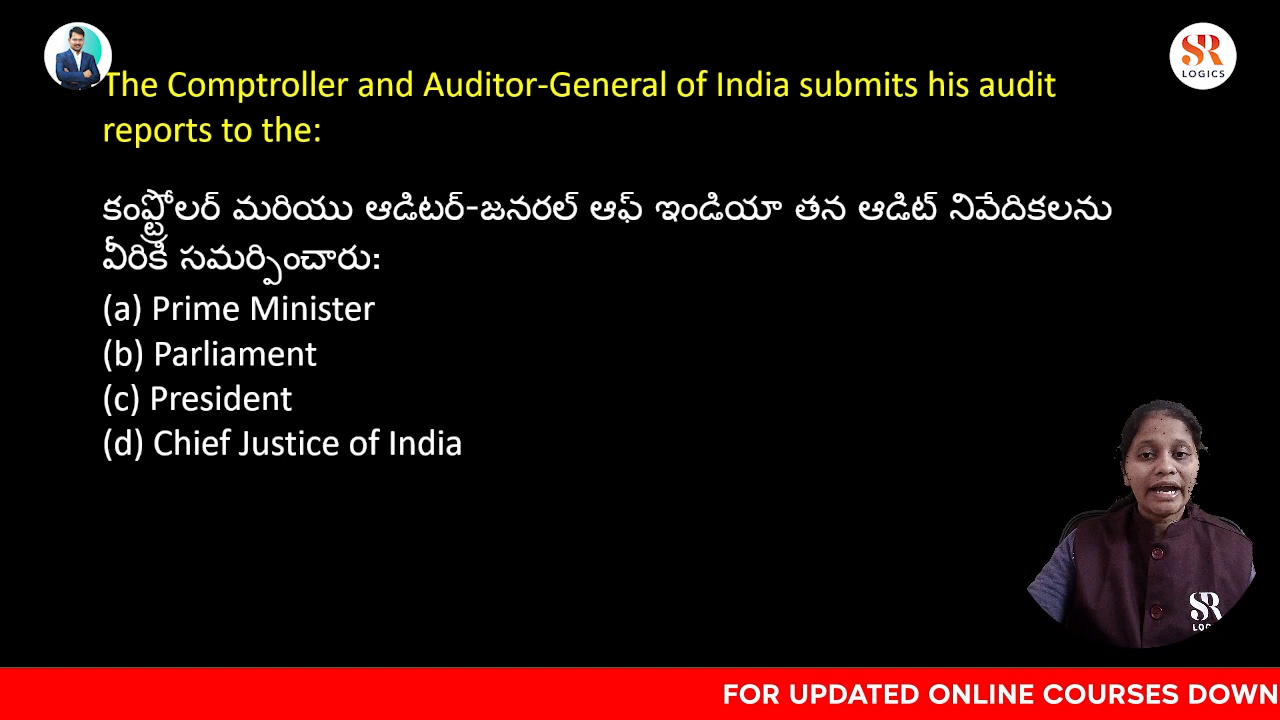 The Comptroller and Auditor-General of India submits his audit
reports to the:
కంప్ట్రోలర్ మరియు ఆడిటర్-జనరల్ ఆఫ్ ఇండియా తన ఆడిట్ నివేదికలను
వీరికి సమర్పించారు:
(a) Prime Minister
(b) Parliament
(c) President
(d) Chief Justice of India
SR
LOGICS
SR
FOR UPDATED ONLINE COURSES DOWN